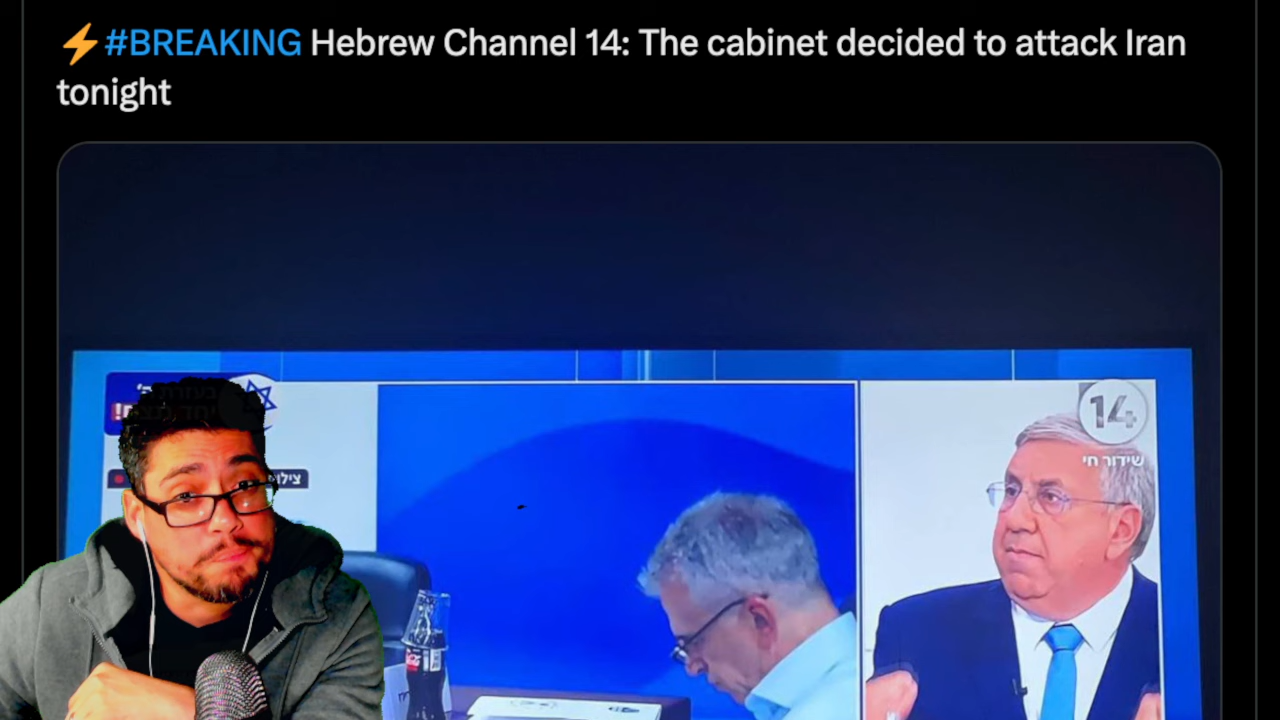 ⚡#BREAKING Hebrew Channel 14: The cabinet decided to attack Iran
tonight
14
שידור חי